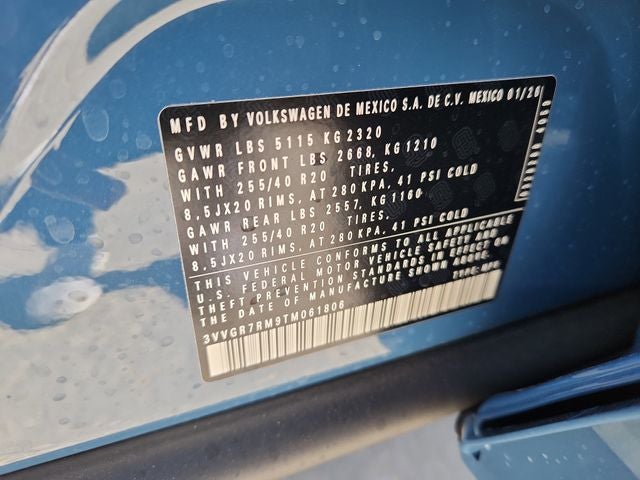 MFD BY VOLKSWAGEN DE MEXICO S.A. DE C.V. MEXICO 01/26
GVWR LBS 5115 KG 2320
GAWR FRONT LBS 2668, KG 1210
WITH 255/40 R20 TIRES,
8,5JX20 RIMS, AT 280 KPA, 41 PSI COLD
GAWR REAR LBS 2557, KG 1160
WITH 255/40 R20 TIRES,
8,5JX20 RIMS, AT 280 KPA, 41 PSI COLD
THIS VEHICLE CONFORMS TO ALL APPLICABLE
U.S. FEDERAL MOTOR VEHICLE SAFETY AND
THEFT PREVENTION STANDARDS IN EFFECT ON
THE DATE OF MANUFACTURE SHOWN ABOVE.
3VVGR7RM9TM061806